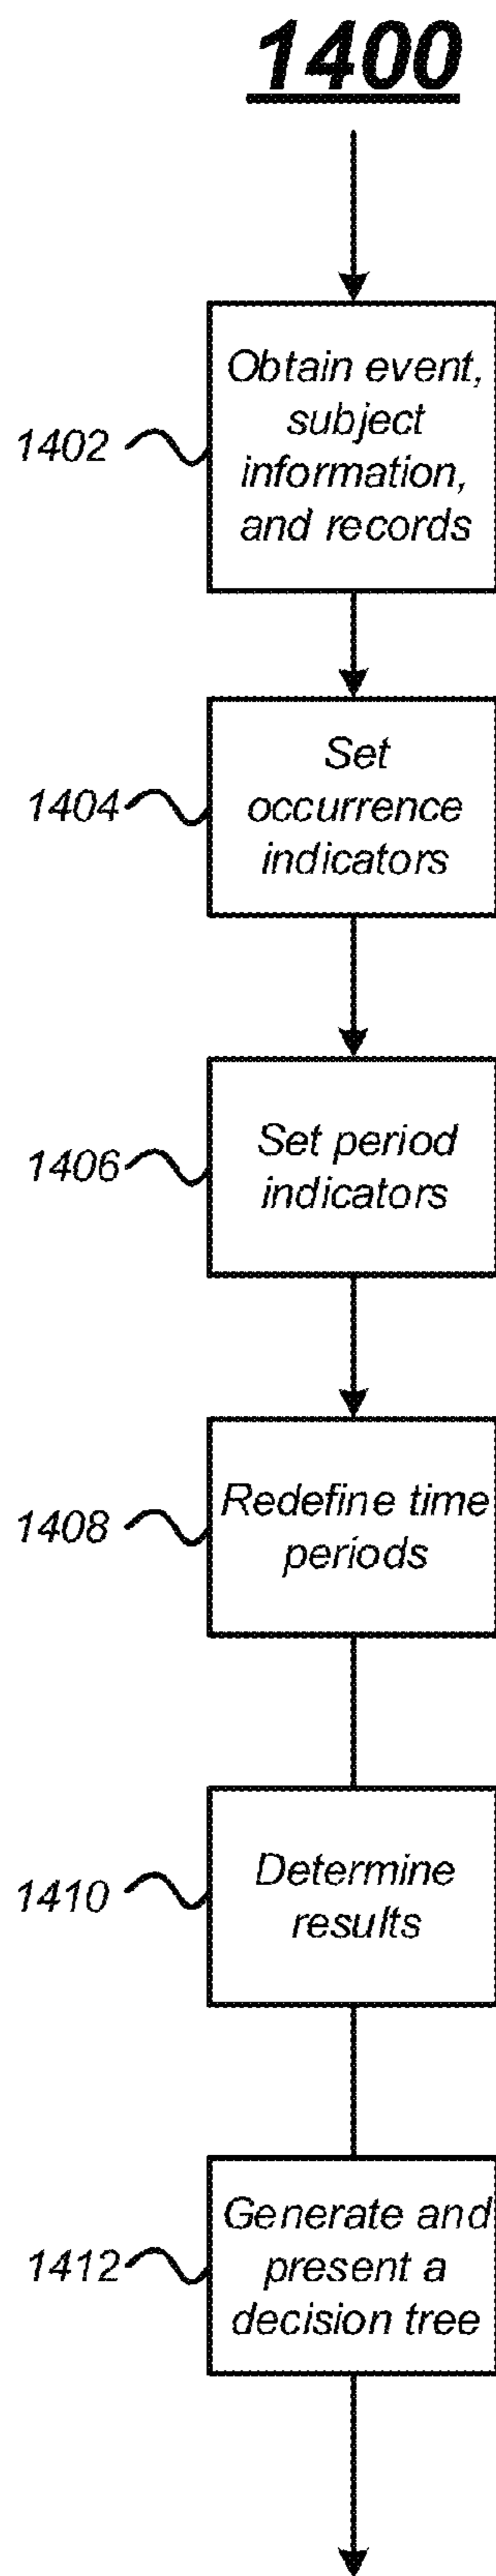 1400
1402
Obtain event,
subject
information,
and records
1404
Set
occurrence
indicators
1406
Set period
indicators
1408
Redefine time
periods
1410
Determine
results
1412
Generate and
present a
decision tree